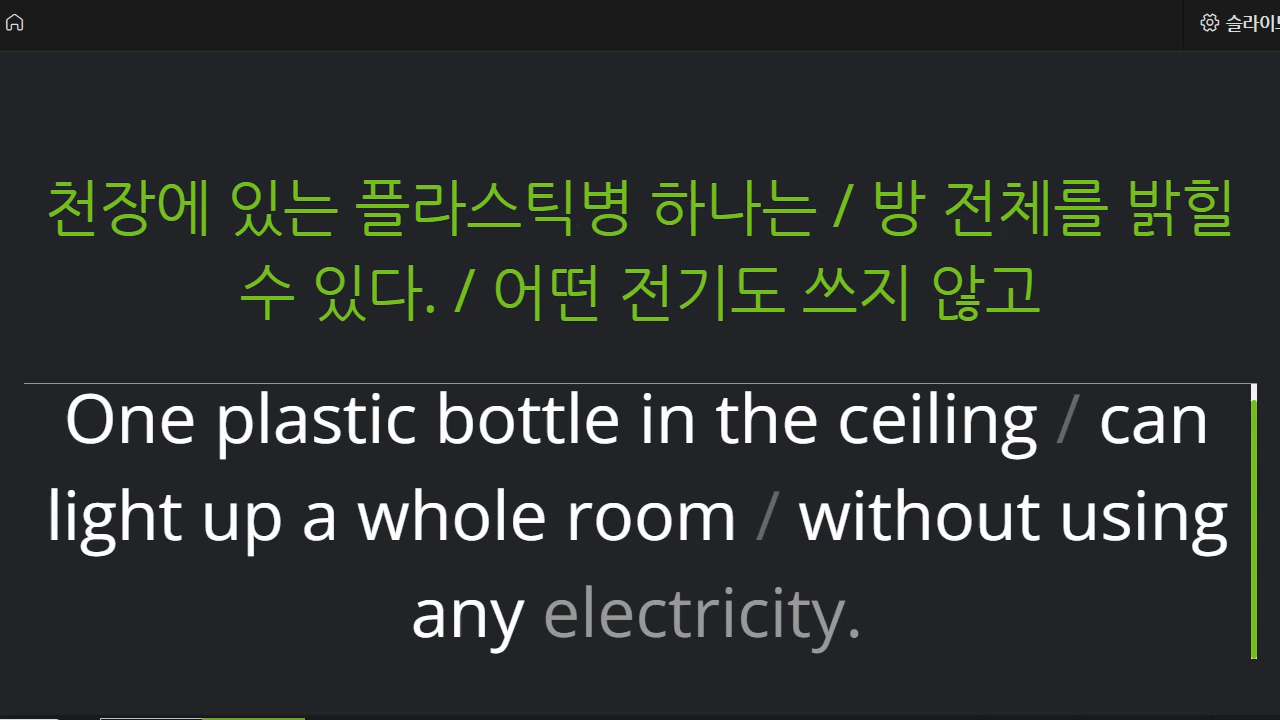 슬라이드
천장에 있는 플라스틱병 하나는 / 방 전체를 밝힐
수 있다. / 어떤 전기도 쓰지 않고
One plastic bottle in the ceiling / can
light up a whole room / without using
any electricity.